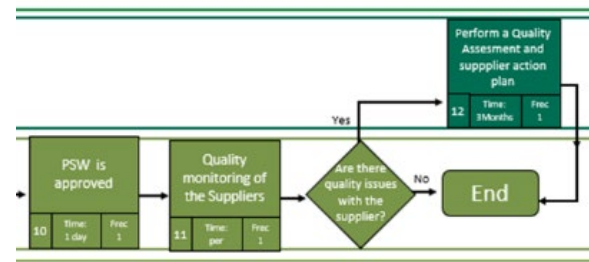 Perform a Quality
Assesment and
suppplier action
plan
12
Time:
3Months
Frec
1
Yes
PSW is
approved
10
Time:
1 day
Frec
1
Quality
monitoring of
the Suppliers
11
Time:
per
Frec
1
Are there
quality issues
with the
supplier?
No
End